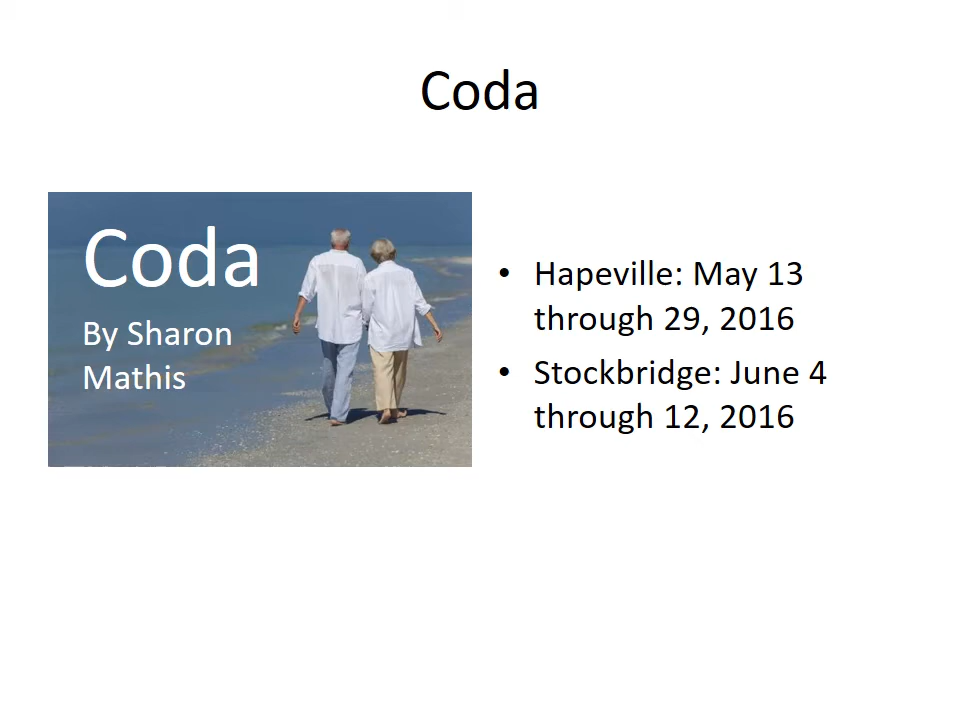 Coda
Coda
By Sharon
Mathis
• Hapeville: May 13
through 29, 2016
• Stockbridge: June 4
through 12, 2016